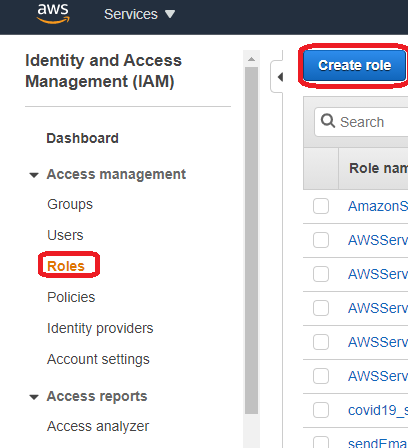 aws
Services
Identity and Access
Management (IAM)
Dashboard
Access management
Groups
Users
Roles
Policies
Identity providers
Account settings
Access reports
Access analyzer
Create role
Search
Role nam
AmazonS
AWSServ
AWSServ
AWSServ
AWSServ
AWSServ
covid19_s
sendEma